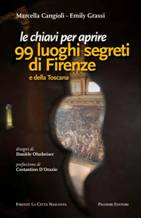 Marcella Cangioli - Emily Grassi
le chiavi per aprire
99 luoghi segreti
di Firenze
e della Toscana
disegni di
Daniele Ohnheiser
prefazione di
Costantino D'Orazio
FIRENZE LA CITTÀ NASCOSTA
PALOMBI EDITORI